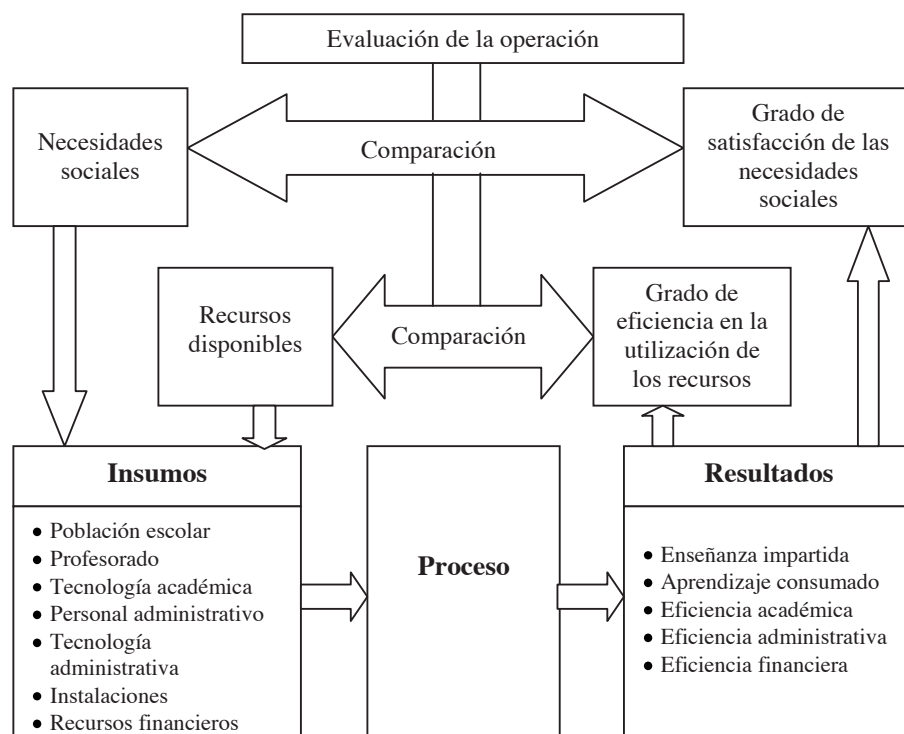 Evaluación de la operación
Necesidades
sociales
Comparación
Grado de
satisfacción de las
necesidades
sociales
Recursos
disponibles
Comparación
Grado de
eficiencia en la
utilización de
los recursos
Insumos
• Población escolar
• Profesorado
• Tecnología académica
• Personal administrativo
• Tecnología
administrativa
• Instalaciones
• Recursos financieros
Proceso
Resultados
• Enseñanza impartida
• Aprendizaje consumado
• Eficiencia académica
• Eficiencia administrativa
• Eficiencia financiera